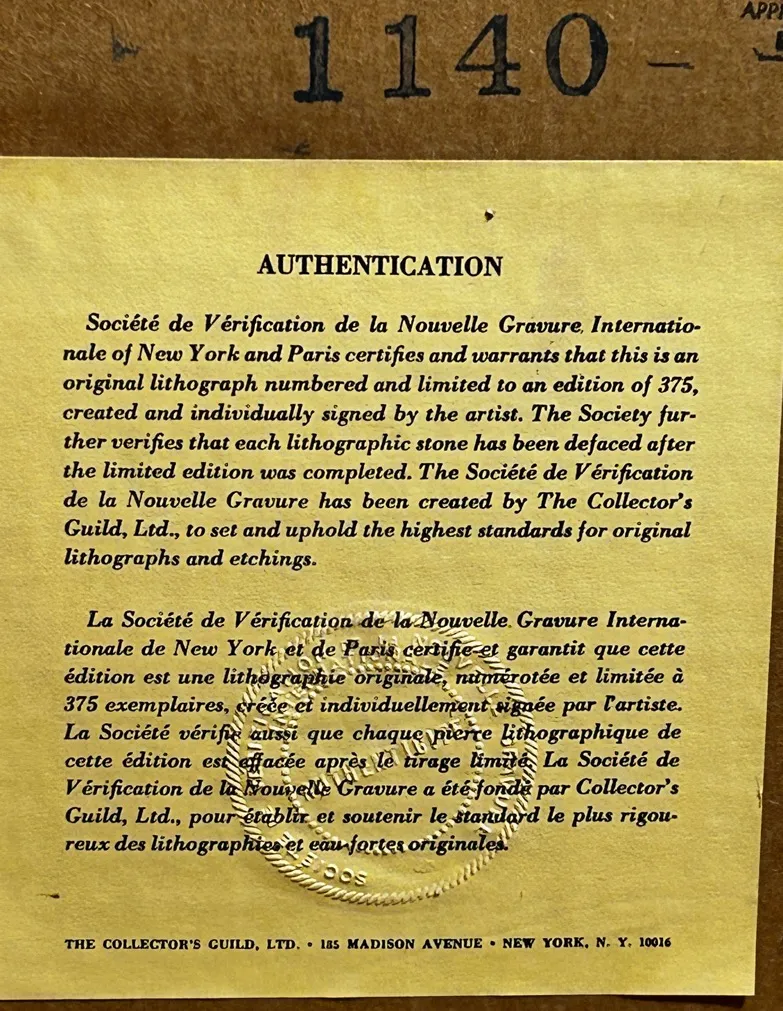 APP
1140 -
AUTHENTICATION
Société de Vérification de la Nouvelle Gravure Internatio-
nale of New York and Paris certifies and warrants that this is an
original lithograph numbered and limited to an edition of 375,
created and individually signed by the artist. The Society fur-
ther verifies that each lithographic stone has been defaced after
the limited edition was completed. The Société de Vérification
de la Nouvelle Gravure has been created by The Collector's
Guild, Ltd., to set and uphold the highest standards for original
lithographs and etchings.
La Société de Vérification de la Nouvelle Gravure Interna-
tionale de New York et de Paris certifie et garantit que cette
édition est une lithographie originale, numérotée et limitée à
375 exemplaires, créée et individuellement signée par l'artiste.
La Société vérifie aussi que chaque pierre lithographique de
cette édition est effacée après le tirage limité. La Société de
Vérification de la Nouvelle Gravure a été fondé par Collector's
Guild, Ltd., pour établir et soutenir le standard le plus rigou-
reux des lithographies et eau-fortes originales.
THE COLLECTOR'S GUILD, LTD. • 185 MADISON AVENUE • NEW YORK, N. Y. 10016